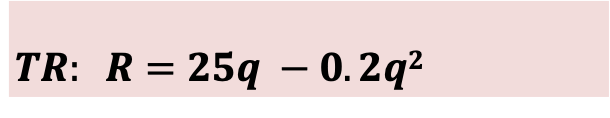 TR: R = 25q − 0.2q²